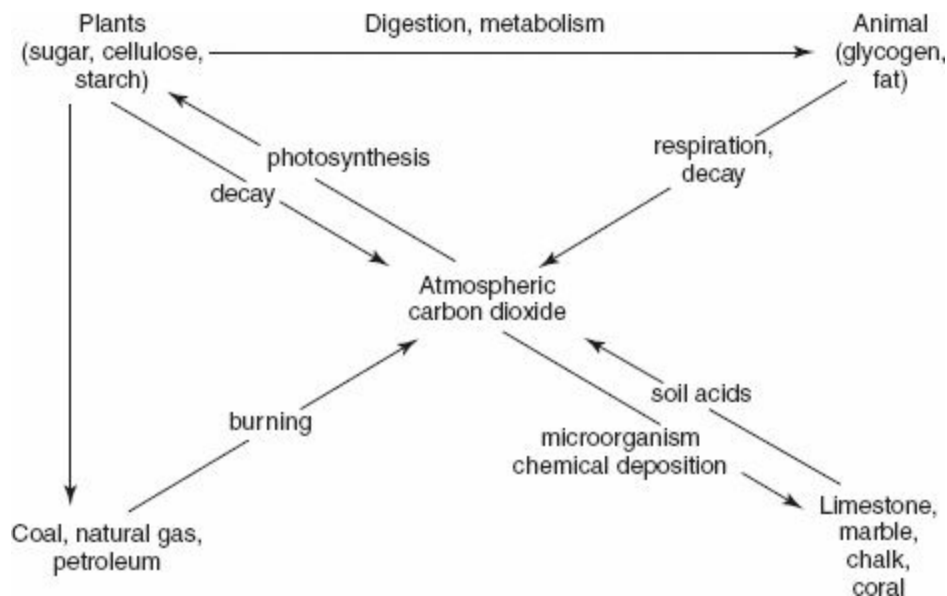 Plants
(sugar, cellulose,
starch)
Digestion, metabolism
Animal
(glycogen,
fat)
photosynthesis
decay
respiration,
decay
Atmospheric
carbon dioxide
burning
soil acids
microorganism
chemical deposition
Coal, natural gas,
petroleum
Limestone,
marble,
chalk,
coral